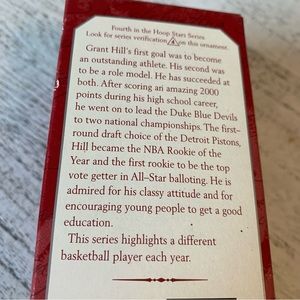 Fourth in the Hoop Stars Series
Look for series verification 4 on this ornament.
Grant Hill's first goal was to become
an outstanding athlete. His second was
to be a role model. He has succeeded at
both. After scoring an amazing 2000
points during his high school career,
he went on to lead the Duke Blue Devils
to two national championships. The first–
round draft choice of the Detroit Pistons,
Hill became the NBA Rookie of the
Year and the first rookie to be the top
vote getter in All–Star balloting. He is
admired for his classy attitude and for
encouraging young people to get a good
education.
This series highlights a different
basketball player each year.